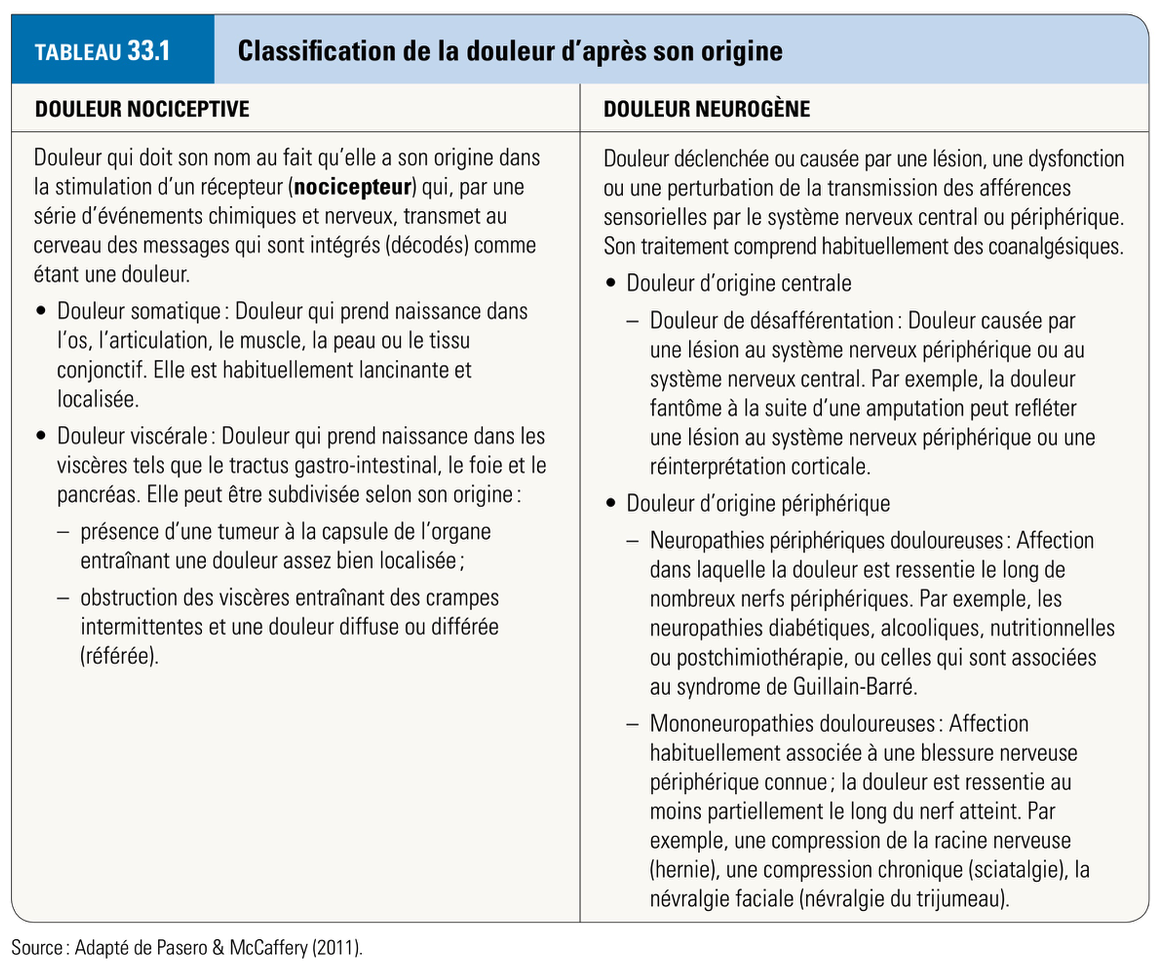 TABLEAU 33.1
Classification de la douleur d'après son origine
DOULEUR NOCICEPTIVE
Douleur qui doit son nom au fait qu'elle a son origine dans
la stimulation d'un récepteur (nocicepteur) qui, par une
série d'événements chimiques et nerveux, transmet au
cerveau des messages qui sont intégrés (décodés) comme
étant une douleur.
• Douleur somatique : Douleur qui prend naissance dans
l'os, l'articulation, le muscle, la peau ou le tissu
conjonctif. Elle est habituellement lancinante et
localisée.
• Douleur viscérale : Douleur qui prend naissance dans les
viscères tels que le tractus gastro-intestinal, le foie et le
pancréas. Elle peut être subdivisée selon son origine :
– présence d'une tumeur à la capsule de l'organe
entraînant une douleur assez bien localisée ;
– obstruction des viscères entraînant des crampes
intermittentes et une douleur diffuse ou différée
(référée).
DOULEUR NEUROGÈNE
Douleur déclenchée ou causée par une lésion, une dysfonction
ou une perturbation de la transmission des afférences
sensorielles par le système nerveux central ou périphérique.
Son traitement comprend habituellement des coanalgésiques.
• Douleur d'origine centrale
– Douleur de désafférentation : Douleur causée par
une lésion au système nerveux périphérique ou au
système nerveux central. Par exemple, la douleur
fantôme à la suite d'une amputation peut refléter
une lésion au système nerveux périphérique ou une
réinterprétation corticale.
• Douleur d'origine périphérique
– Neuropathies périphériques douloureuses : Affection
dans laquelle la douleur est ressentie le long de
nombreux nerfs périphériques. Par exemple, les
neuropathies diabétiques, alcooliques, nutritionnelles
ou postchimiothérapie, ou celles qui sont associées
au syndrome de Guillain-Barré.
– Mononeuropathies douloureuses : Affection
habituellement associée à une blessure nerveuse
périphérique connue ; la douleur est ressentie au
moins partiellement le long du nerf atteint. Par
exemple, une compression de la racine nerveuse
(hernie), une compression chronique (sciatalgie), la
névralgie faciale (névralgie du trijumeau).
Source : Adapté de Pasero & McCaffery (2011).